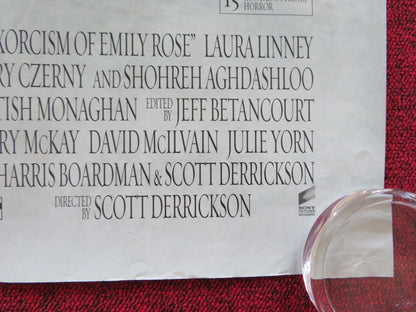 15
HORROR
XORCISM OF EMILY ROSE" LAURA LINNEY
RY CZERNY AND SHOHREH AGHDASHLOO
TISH MONAGHAN EDITED BY JEFF BETANCOURT
RY MCKAY DAVID MCILVAIN JULIE YORN
HARRIS BOARDMAN & SCOTT DERRICKSON
DIRECTED BY SCOTT DERRICKSON
SONY
PICTURES